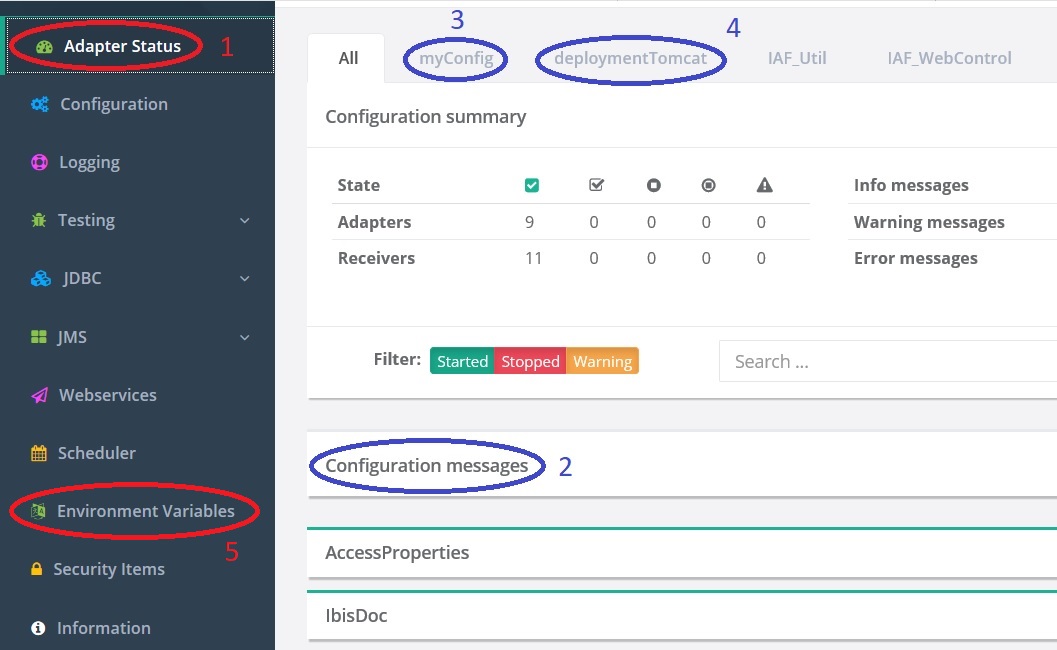 Adapter Status 1
Configuration
Logging
Testing
JDBC
JMS
Webservices
Scheduler
Environment Variables
5
Security Items
Information
3 4
All myConfig deploymentTomcat IAF_Util IAF_WebControl
Configuration summary
State Info messages
Adapters 9 0 0 0 0 Warning messages
Receivers 11 0 0 0 0 Error messages
Filter: Started Stopped Warning Search ...
Configuration messages 2
AccessProperties
IbisDoc